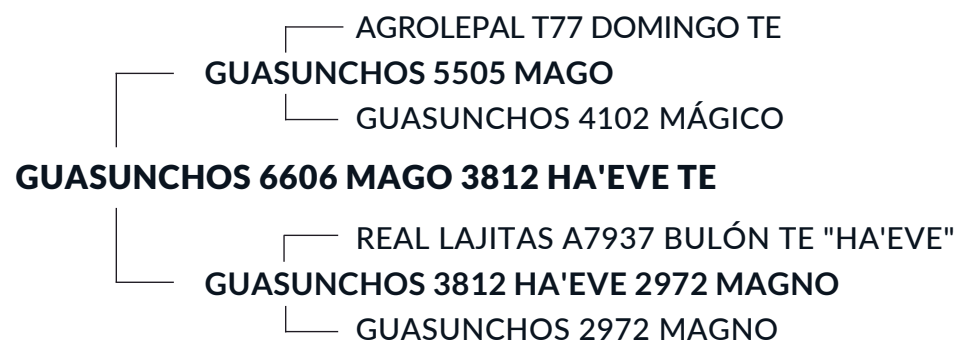 AGROLEPAL T77 DOMINGO TE
GUASUNCHOS 5505 MAGO
GUASUNCHOS 4102 MÁGICO
GUASUNCHOS 6606 MAGO 3812 HA'EVE TE
REAL LAJITAS A7937 BULÓN TE "HA'EVE"
GUASUNCHOS 3812 HA'EVE 2972 MAGNO
GUASUNCHOS 2972 MAGNO